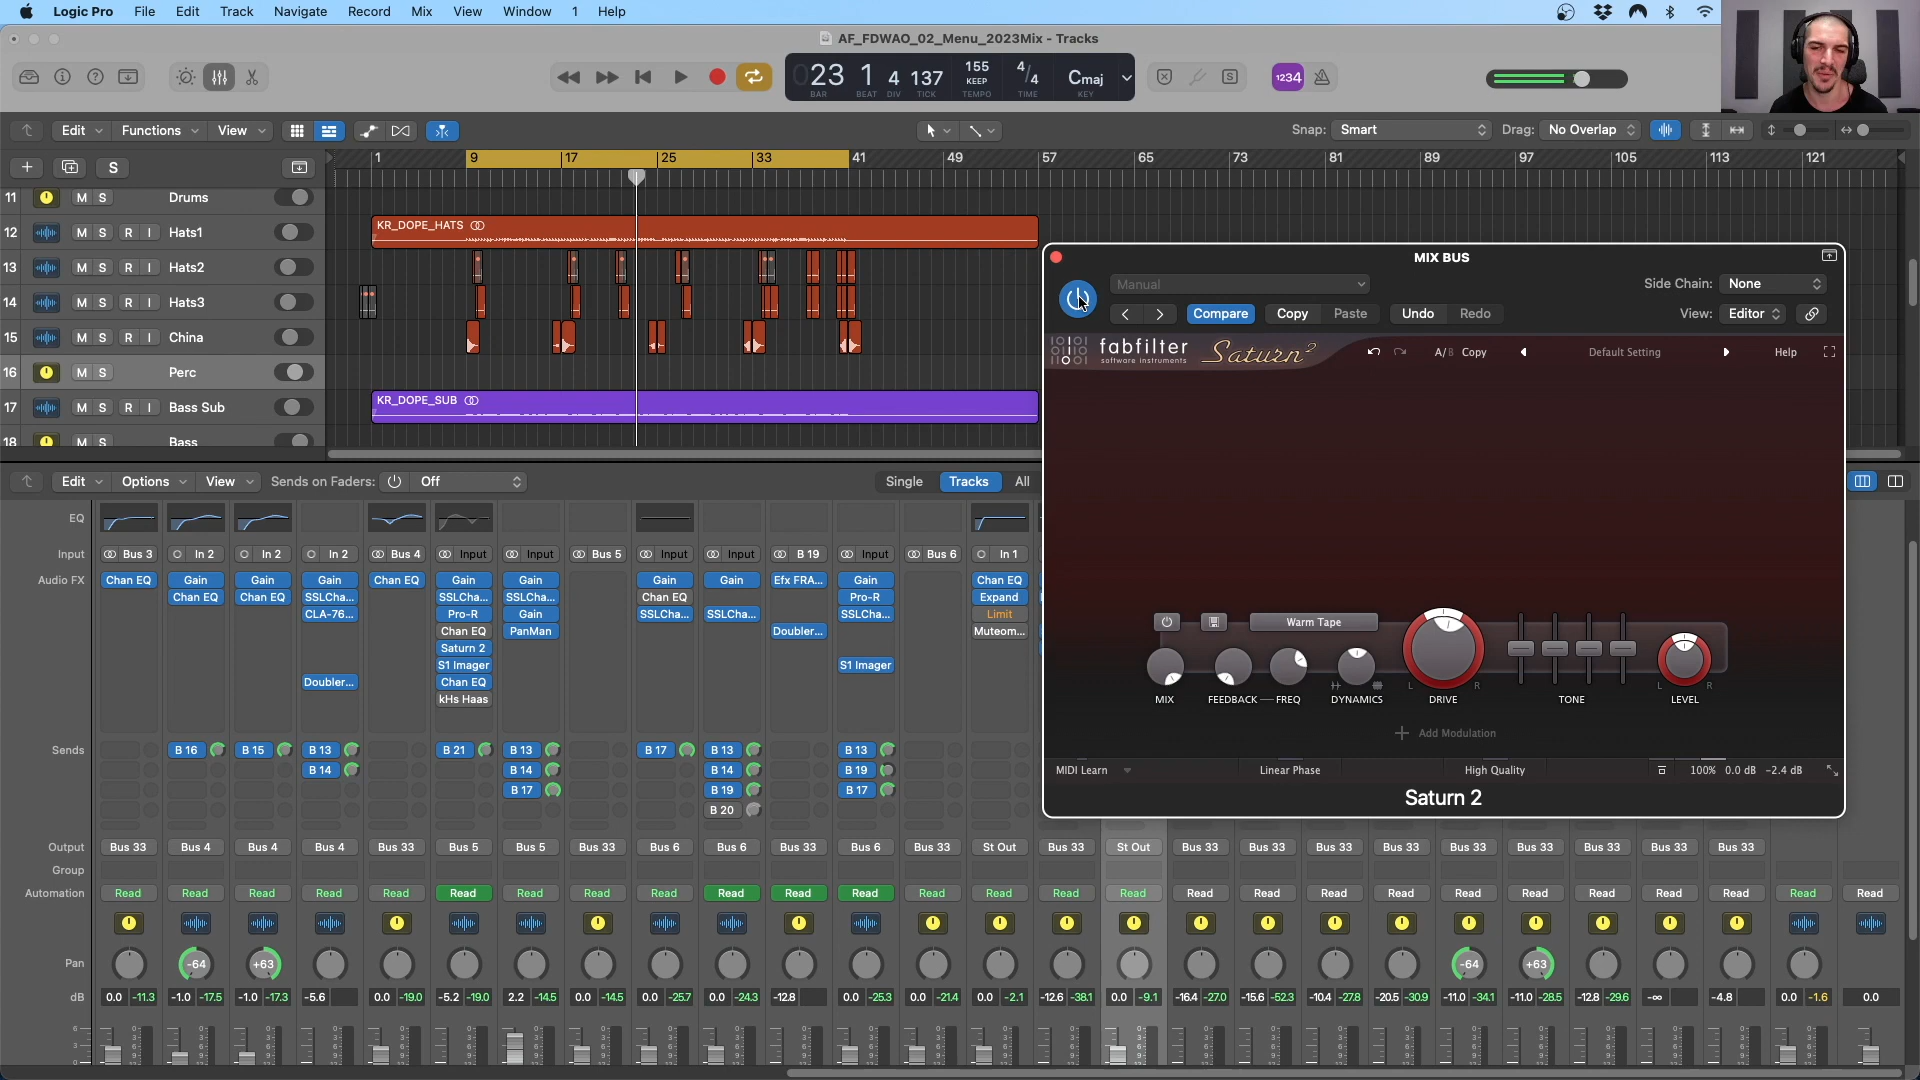 Logic Pro File Edit Track Navigate Record Mix View Window 1 Help
AF_FDWAO_02_Menu_2023Mix - Tracks
23 1 4 137 155 KEEP 4/4 Cmaj
BAR BEAT DIV TICK TEMPO TIME KEY
1234
Edit Functions View Snap: Smart Drag: No Overlap
S 1 9 17 25 33 41 49 57 65 73 81 89 97 105 113 121
11 M S Drums
KR_DOPE_HATS
12 M S R I Hats1
13 M S R I Hats2
14 M S R I Hats3
15 M S R I China
16 M S Perc
KR_DOPE_SUB
17 M S R I Bass Sub
18 M S Bass
MIX BUS
Manual Side Chain: None
Compare Copy Paste Undo Redo View: Editor
fabfilter Saturn 2 A/B Copy Default Setting Help
software instruments
Warm Tape
L R L R
MIX FEEDBACK FREQ DYNAMICS DRIVE TONE LEVEL
Add Modulation
MIDI Learn Linear Phase High Quality 100% 0.0 dB -2.4 dB
Saturn 2
Edit Options View Sends on Faders: Off Single Tracks All
EQ
Input Bus 3 In 2 In 2 In 2 Bus 4 Input Input Bus 5 Input Input B 19 Input Bus 6 In 1
Audio FX Chan EQ Gain Gain Gain Chan EQ Gain Gain Gain Gain Efx FRA... Gain Chan EQ
Chan EQ Chan EQ SSLCha... SSLCha... SSLCha... Chan EQ Pro-R Expand
CLA-76... Pro-R Gain SSLCha... SSLCha... SSLCha... Limit
Chan EQ PanMan Doubler... Muteom...
Saturn 2
S1 Imager S1 Imager
Doubler... Chan EQ
kHs Haas
Sends B 16 B 15 B 13 B 21 B 13 B 17 B 13 B 13
B 14 B 14 B 14 B 19
B 17 B 19 B 17
B 20
Output Bus 33 Bus 4 Bus 4 Bus 4 Bus 33 Bus 5 Bus 5 Bus 33 Bus 6 Bus 6 Bus 33 Bus 6 Bus 33 St Out Bus 33 St Out Bus 33 Bus 33 Bus 33 Bus 33 Bus 33 Bus 33 Bus 33 Bus 33 Bus 33
Group
Automation Read Read Read Read Read Read Read Read Read Read Read Read Read Read Read Read Read Read Read Read Read Read Read Read Read Read Read
Pan -64 +63 -64 +63
dB 0.0 -11.3 -1.0 -17.5 -1.0 -17.3 -5.6 0.0 -19.0 -5.2 -19.0 2.2 -14.5 0.0 -14.5 0.0 -25.7 0.0 -24.3 -12.8 0.0 -25.3 0.0 -21.4 0.0 -2.1 -12.6 -38.1 0.0 -9.1 -16.4 -27.0 -15.6 -52.3 -10.4 -27.8 -20.5 -30.9 -11.0 -34.1 -11.0 -28.5 -12.8 -29.6 -∞ -4.8 0.0 -1.6 0.0